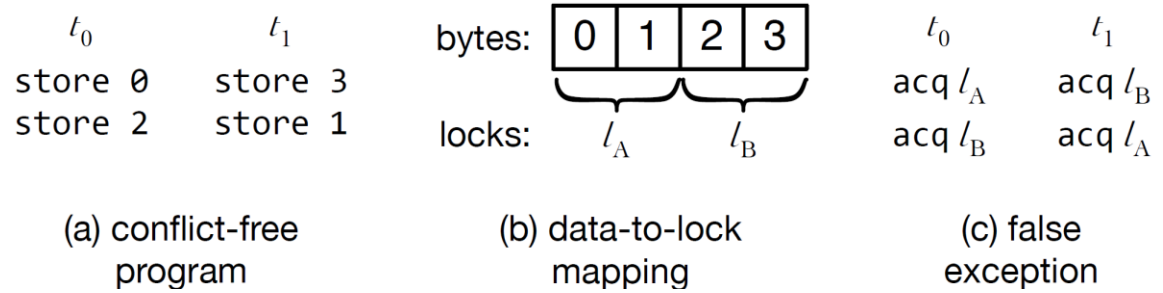 t0 t1
store 0 store 3
store 2 store 1
(a) conflict-free
program
bytes: 0 1 2 3
locks: lA lB
(b) data-to-lock
mapping
t0 t1
acq lA acq lB
acq lB acq lA
(c) false
exception